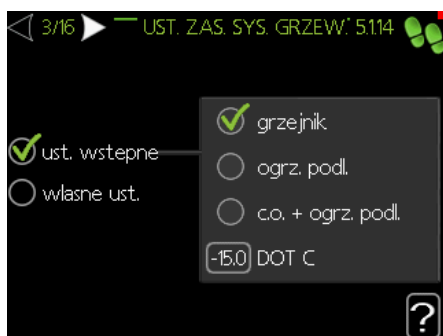 3/16 UST. ZAS. SYS. GRZEW. 5.1.14
grzejnik
ust. wstepne
ogrz. podl.
wlasne ust.
c.o. + ogrz. podl.
-15.0 DOT C
?